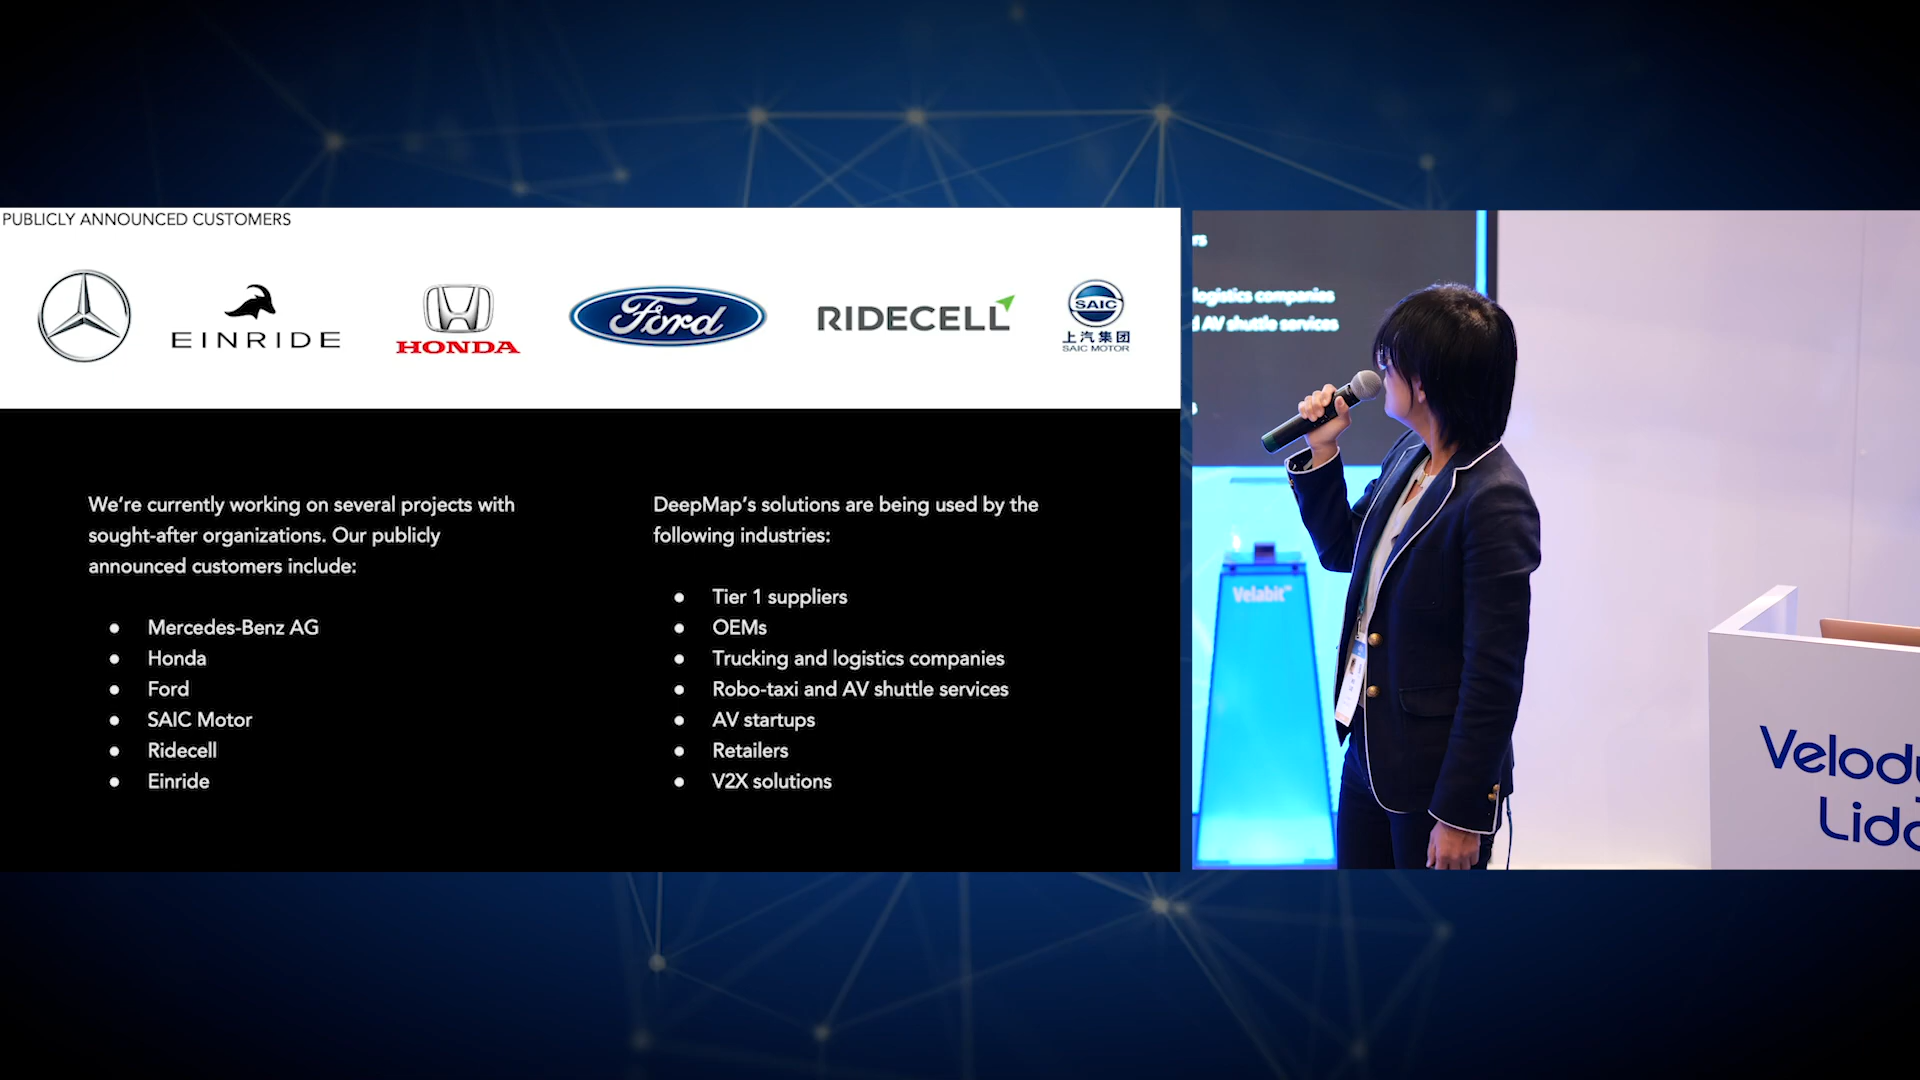 PUBLICLY ANNOUNCED CUSTOMERS
EINRIDE
HONDA
Ford
RIDECELL
SAIC
上汽集团
SAIC MOTOR
We're currently working on several projects with
sought-after organizations. Our publicly
announced customers include:
● Mercedes-Benz AG
● Honda
● Ford
● SAIC Motor
● Ridecell
● Einride
DeepMap's solutions are being used by the
following industries:
● Tier 1 suppliers
● OEMs
● Trucking and logistics companies
● Robo-taxi and AV shuttle services
● AV startups
● Retailers
● V2X solutions
logistics companies
AV shuttle services
Velabit™